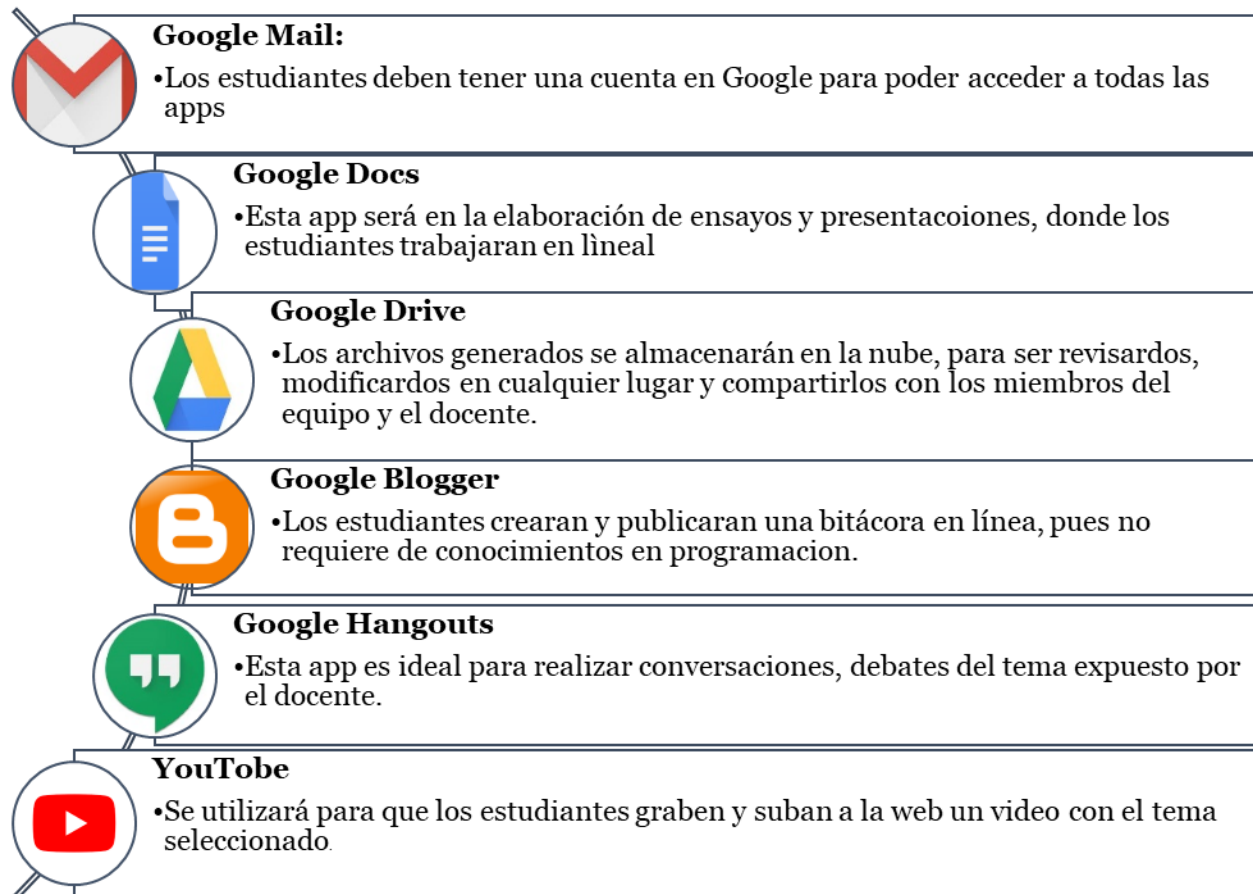 Google Mail:
•Los estudiantes deben tener una cuenta en Google para poder acceder a todas las
apps
Google Docs
•Esta app será en la elaboración de ensayos y presentacoiones, donde los
estudiantes trabajaran en lìneal
Google Drive
•Los archivos generados se almacenarán en la nube, para ser revisardos,
modificardos en cualquier lugar y compartirlos con los miembros del
equipo y el docente.
Google Blogger
•Los estudiantes crearan y publicaran una bitácora en línea, pues no
requiere de conocimientos en programacion.
Google Hangouts
•Esta app es ideal para realizar conversaciones, debates del tema expuesto por
el docente.
YouTobe
•Se utilizará para que los estudiantes graben y suban a la web un video con el tema
seleccionado.